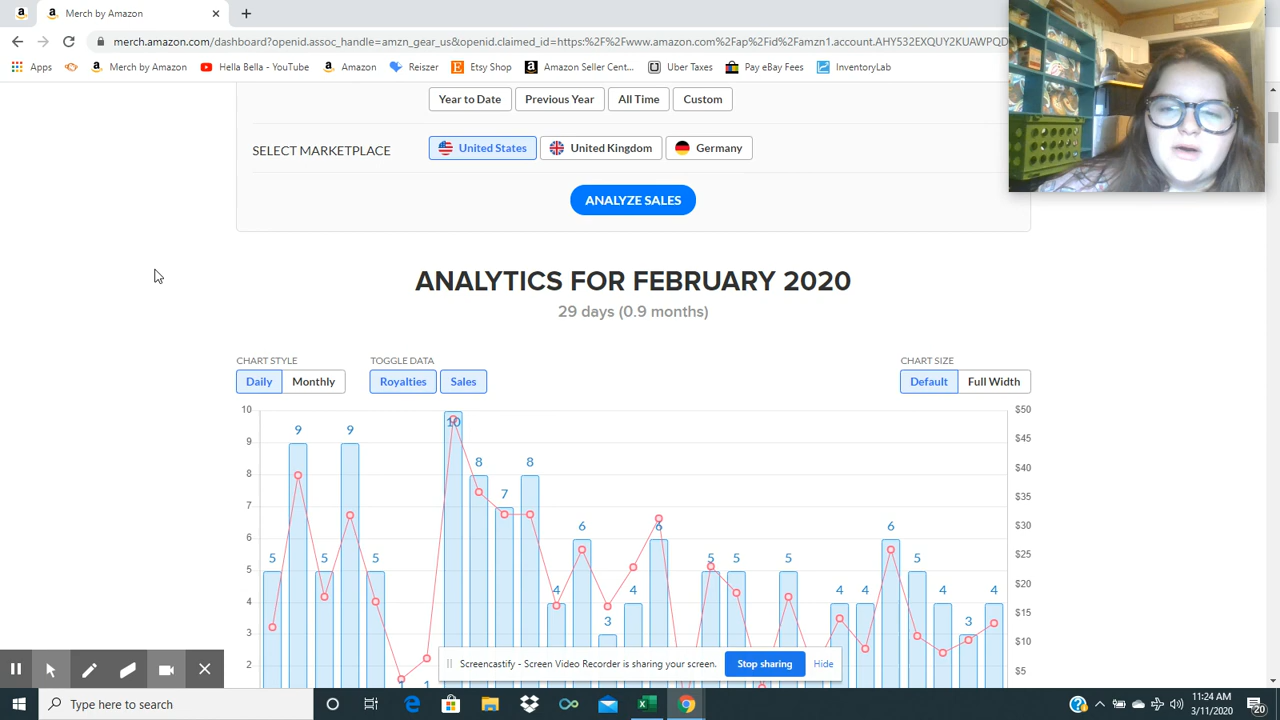 Merch by Amazon
merch.amazon.com/dashboard?openid.assoc_handle=amzn_gear_us&openid.claimed_id=https:%2F%2Fwww.amazon.com%2Fap%2Fid%2Famzn1.account.AHY532EXQUY2KUAWPQD
Apps Merch by Amazon Hella Bella - YouTube Amazon Reiszer Etsy Shop Amazon Seller Cent... Uber Taxes Pay eBay Fees InventoryLab
Year to Date Previous Year All Time Custom
SELECT MARKETPLACE United States United Kingdom Germany
ANALYZE SALES
ANALYTICS FOR FEBRUARY 2020
29 days (0.9 months)
CHART STYLE TOGGLE DATA CHART SIZE
Daily Monthly Royalties Sales Default Full Width
10 $50
10
9 9 9 $45
8 8 8 $40
7 7 $35
6 6 6 6 $30
5 5 5 5 5 5 5 5 $25
4 4 4 4 4 4 4 $20
3 3 3 $15
$10
2 $5
1 1
Screencastify - Screen Video Recorder is sharing your screen. Stop sharing Hide
Type here to search
11:24 AM
3/11/2020
20